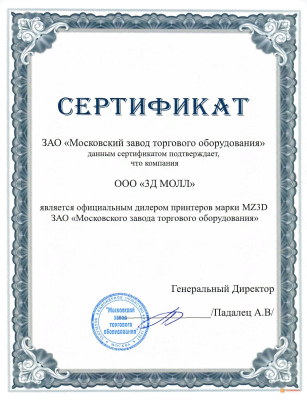 СЕРТИФИКАТ
ЗАО «Московский завод торгового оборудования»
данным сертификатом подтверждает,
что компания
ООО «3Д МОЛЛ»
является официальным дилером принтеров марки MZ3D
ЗАО «Московского завода торгового оборудования»
Генеральный Директор
/Падалец А.В/
"Московский
завод
торгового
оборудования"